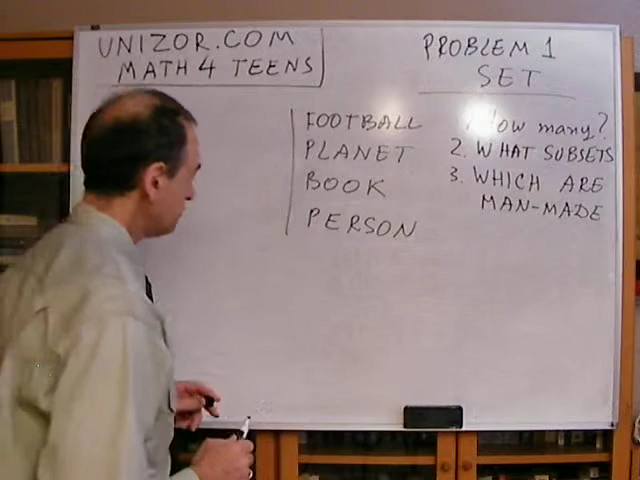 UNIZOR.COM
MATH 4 TEENS
PROBLEM 1
SET
FOOTBALL
PLANET
BOOK
PERSON
How many?
2. WHAT SUBSETS
3. WHICH ARE
MAN-MADE